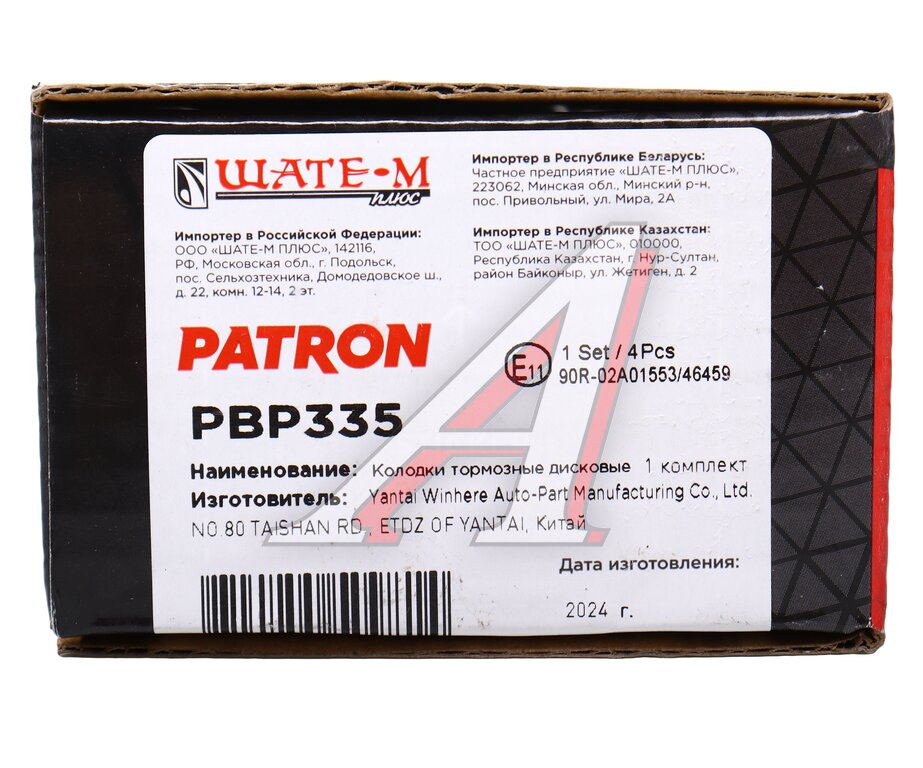 ШАТЕ-М
плюс
Импортер в Российской Федерации:
ООО «ШАТЕ-М ПЛЮС», 142116,
РФ, Московская обл., г. Подольск,
пос. Сельхозтехника, Домодедовское ш.,
д. 22, комн. 12-14, 2 эт.
Импортер в Республике Беларусь:
Частное предприятие «ШАТЕ-М ПЛЮС»,
223062, Минская обл., Минский р-н,
пос. Привольный, ул. Мира, 2А
Импортер в Республике Казахстан:
ТОО «ШАТЕ-М ПЛЮС», 010000,
Республика Казахстан, г. Нур-Султан,
район Байконыр, ул. Жетиген, д. 2
PATRON
E11
1 Set / 4Pcs
90R-02A01553/46459
PBP335
Наименование: Колодки тормозные дисковые 1 комплект
Изготовитель: Yantai Winhere Auto-Part Manufacturing Co., Ltd.
NO.80 TAISHAN RD., ETDZ OF YANTAI, Китай
Дата изготовления:
2024 г.